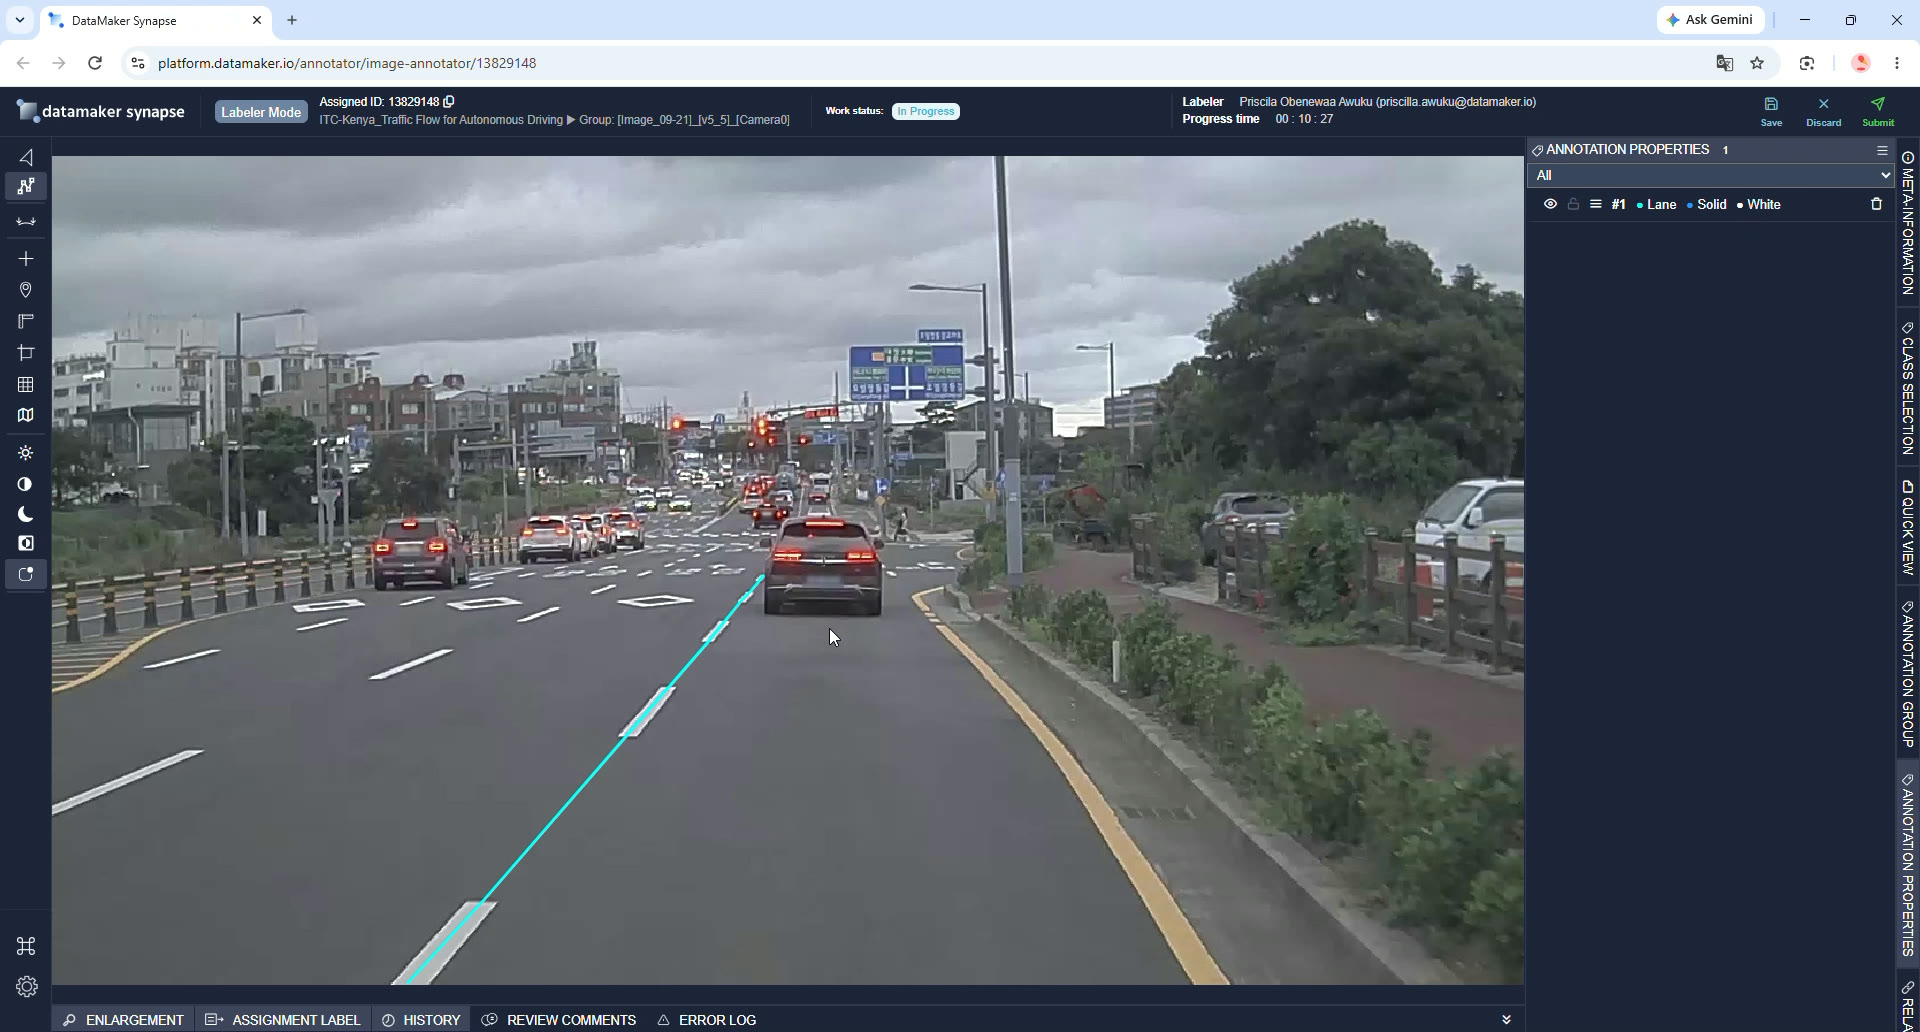 DataMaker Synapse
Ask Gemini
platform.datamaker.io/annotator/image-annotator/13829148
datamaker synapse
Labeler Mode
Assigned ID: 13829148
ITC-Kenya_Traffic Flow for Autonomous Driving ▶ Group: [Image_09-21]_[v5_5]_[Camera0]
Work status: In Progress
Labeler Priscila Obenewaa Awuku (priscilla.awuku@datamaker.io)
Progress time 00 : 10 : 27
Save
Discard
Submit
ANNOTATION PROPERTIES 1
All
#1 Lane Solid White
META-INFORMATION
CLASS SELECTION
QUICK VIEW
ANNOTATION GROUP
ANNOTATION PROPERTIES
RELA
ENLARGEMENT
ASSIGNMENT LABEL
HISTORY
REVIEW COMMENTS
ERROR LOG